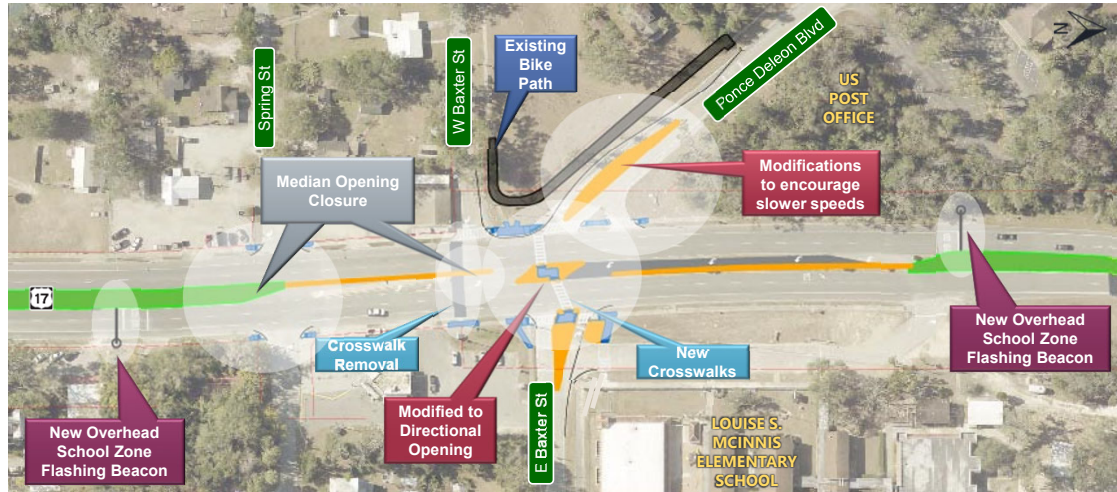 Spring St
W Baxter St
Existing
Bike
Path
Ponce Deleon Blvd
US
POST
OFFICE
N
Median Opening
Closure
Modifications
to encourage
slower speeds
17
Crosswalk
Removal
New
Crosswalks
New Overhead
School Zone
Flashing Beacon
Modified to
Directional
Opening
E Baxter St
New Overhead
School Zone
Flashing Beacon
LOUISE S.
MCINNIS
ELEMENTARY
SCHOOL